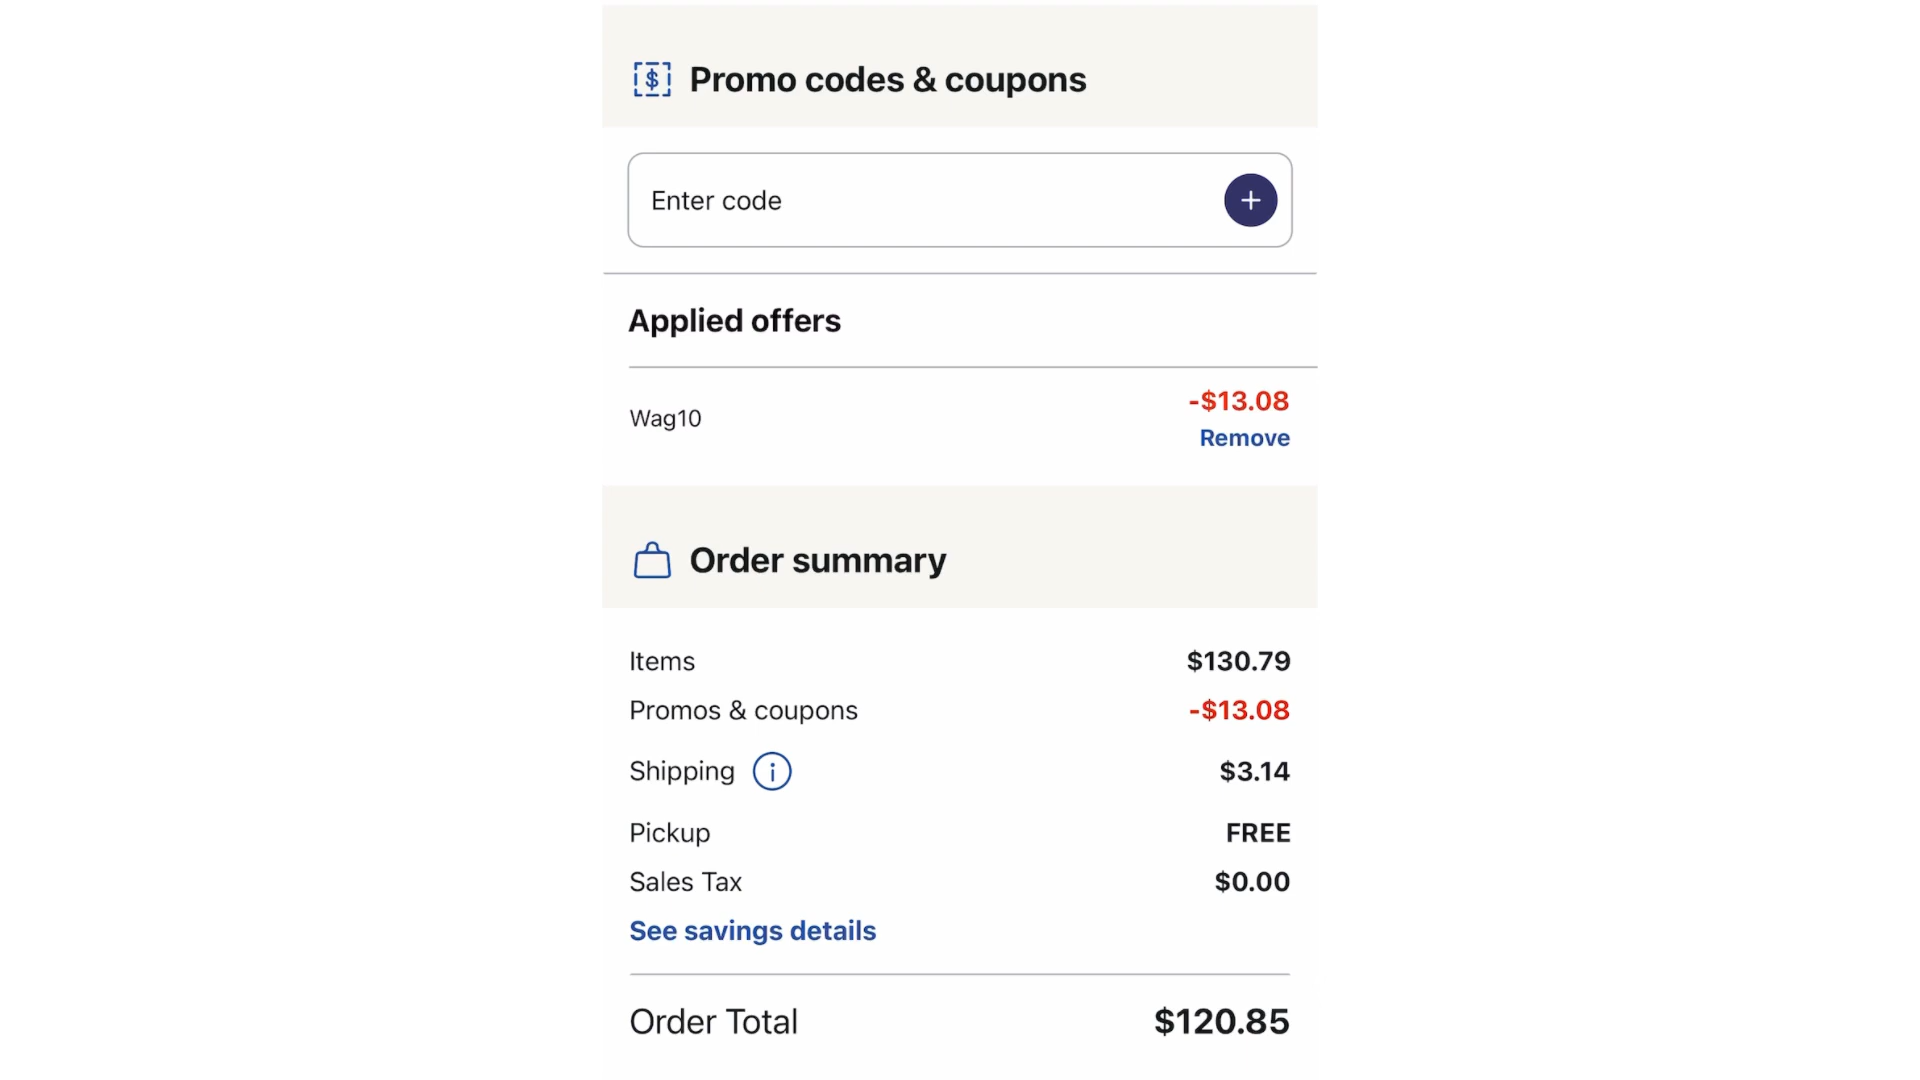 Promo codes & coupons
Enter code
Applied offers
Wag10 -$13.08
Remove
Order summary
Items $130.79
Promos & coupons -$13.08
Shipping $3.14
Pickup FREE
Sales Tax $0.00
See savings details
Order Total $120.85